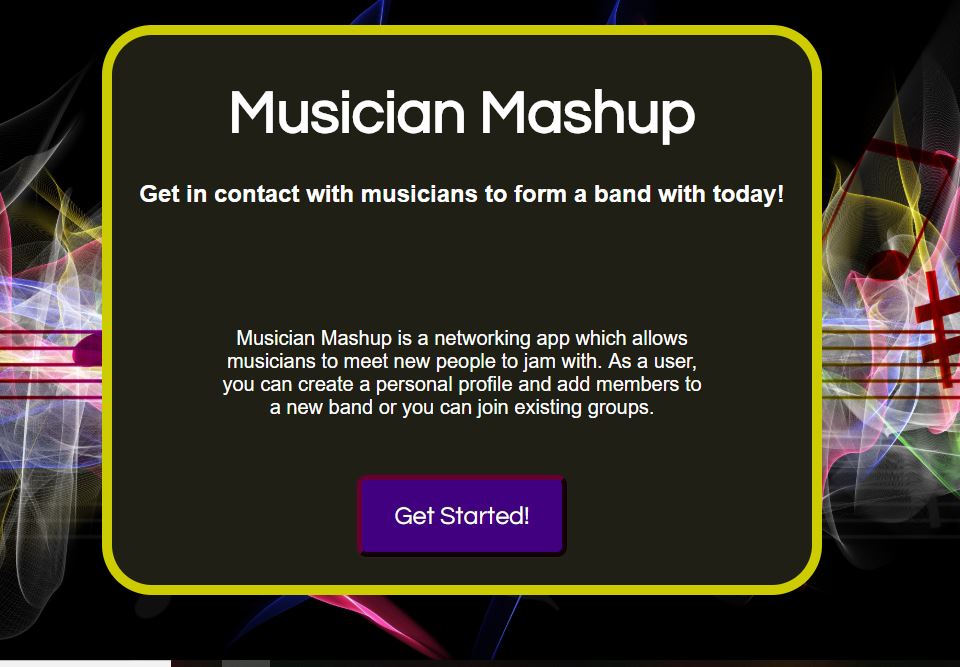 Musician Mashup
Get in contact with musicians to form a band with today!
Musician Mashup is a networking app which allows
musicians to meet new people to jam with. As a user,
you can create a personal profile and add members to
a new band or you can join existing groups.
Get Started!